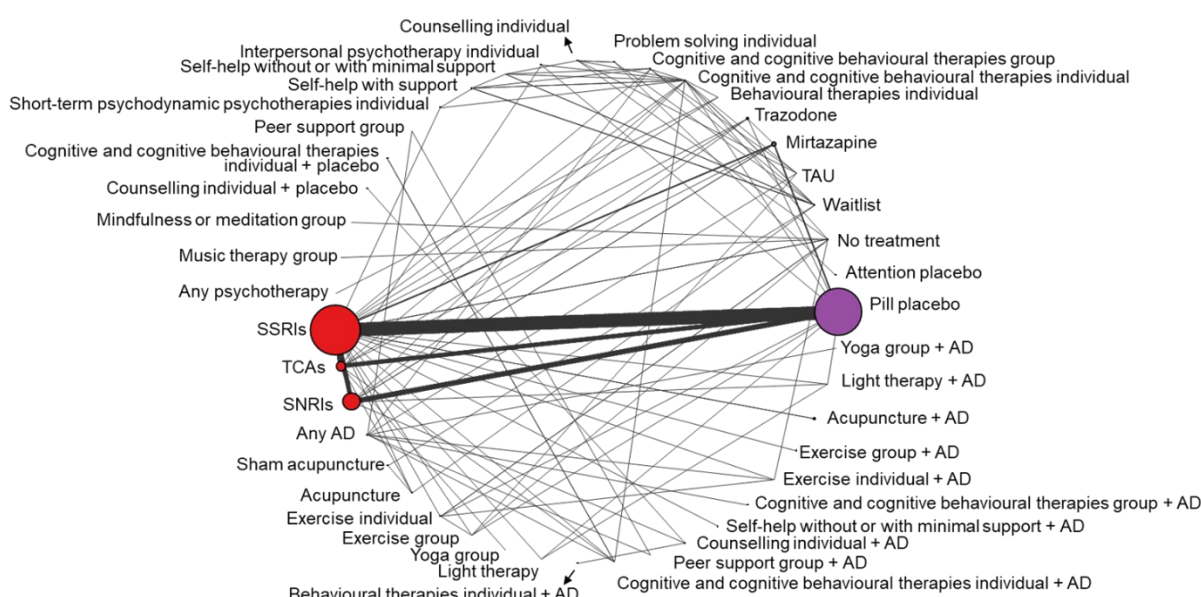 Counselling individual
Interpersonal psychotherapy individual
Self-help without or with minimal support
Self-help with support
Short-term psychodynamic psychotherapies individual
Peer support group
Cognitive and cognitive behavioural therapies
individual + placebo
Counselling individual + placebo
Mindfulness or meditation group
Music therapy group
Any psychotherapy
SSRIs
TCAs
SNRIs
Any AD
Sham acupuncture
Acupuncture
Exercise individual
Exercise group
Yoga group
Light therapy
Behavioural therapies individual + AD
Problem solving individual
Cognitive and cognitive behavioural therapies group
Cognitive and cognitive behavioural therapies individual
Behavioural therapies individual
Trazodone
Mirtazapine
TAU
Waitlist
No treatment
Attention placebo
Pill placebo
Yoga group + AD
Light therapy + AD
Acupuncture + AD
Exercise group + AD
Exercise individual + AD
Cognitive and cognitive behavioural therapies group + AD
Self-help without or with minimal support + AD
Counselling individual + AD
Peer support group + AD
Cognitive and cognitive behavioural therapies individual + AD